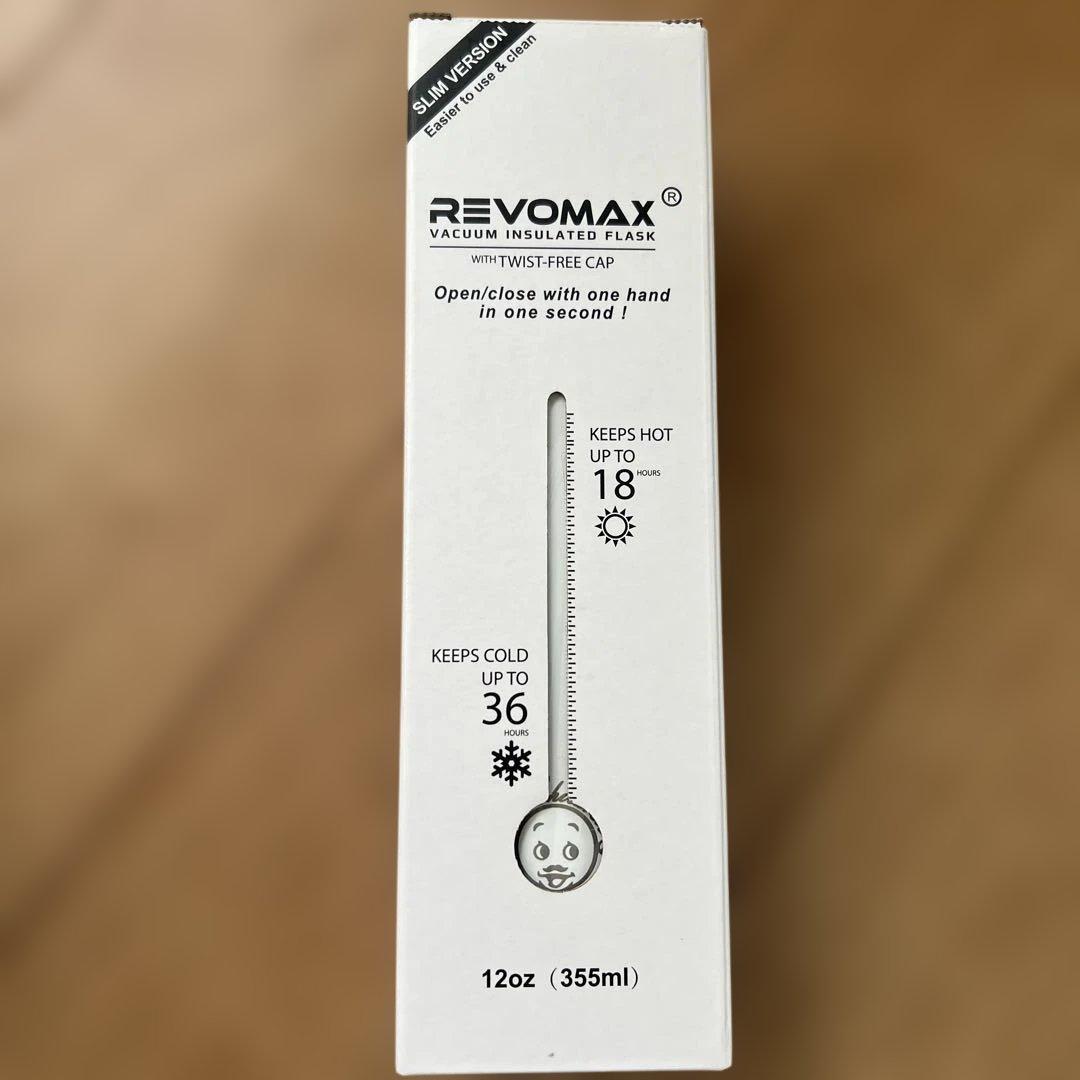 SLIM VERSION
Easier to use & clean
REVOMAX®
VACUUM INSULATED FLASK
WITH TWIST-FREE CAP
Open/close with one hand
in one second !
KEEPS HOT
UP TO
18 HOURS
KEEPS COLD
UP TO
36
HOURS
12oz（355ml）